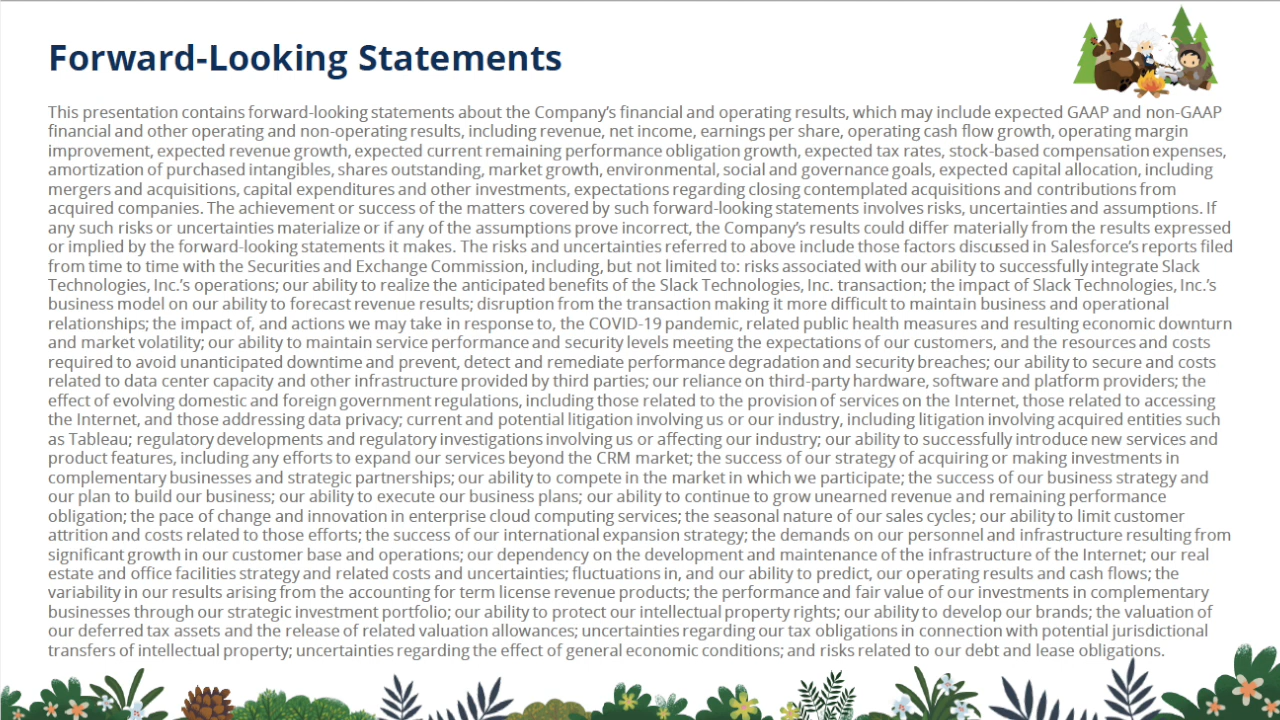 Forward-Looking Statements
This presentation contains forward-looking statements about the Company's financial and operating results, which may include expected GAAP and non-GAAP
financial and other operating and non-operating results, including revenue, net income, earnings per share, operating cash flow growth, operating margin
improvement, expected revenue growth, expected current remaining performance obligation growth, expected tax rates, stock-based compensation expenses,
amortization of purchased intangibles, shares outstanding, market growth, environmental, social and governance goals, expected capital allocation, including
mergers and acquisitions, capital expenditures and other investments, expectations regarding closing contemplated acquisitions and contributions from
acquired companies. The achievement or success of the matters covered by such forward-looking statements involves risks, uncertainties and assumptions. If
any such risks or uncertainties materialize or if any of the assumptions prove incorrect, the Company's results could differ materially from the results expressed
or implied by the forward-looking statements it makes. The risks and uncertainties referred to above include those factors discussed in Salesforce's reports filed
from time to time with the Securities and Exchange Commission, including, but not limited to: risks associated with our ability to successfully integrate Slack
Technologies, Inc.'s operations; our ability to realize the anticipated benefits of the Slack Technologies, Inc. transaction; the impact of Slack Technologies, Inc.'s
business model on our ability to forecast revenue results; disruption from the transaction making it more difficult to maintain business and operational
relationships; the impact of, and actions we may take in response to, the COVID-19 pandemic, related public health measures and resulting economic downturn
and market volatility; our ability to maintain service performance and security levels meeting the expectations of our customers, and the resources and costs
required to avoid unanticipated downtime and prevent, detect and remediate performance degradation and security breaches; our ability to secure and costs
related to data center capacity and other infrastructure provided by third parties; our reliance on third-party hardware, software and platform providers; the
effect of evolving domestic and foreign government regulations, including those related to the provision of services on the Internet, those related to accessing
the Internet, and those addressing data privacy; current and potential litigation involving us or our industry, including litigation involving acquired entities such
as Tableau; regulatory developments and regulatory investigations involving us or affecting our industry; our ability to successfully introduce new services and
product features, including any efforts to expand our services beyond the CRM market; the success of our strategy of acquiring or making investments in
complementary businesses and strategic partnerships; our ability to compete in the market in which we participate; the success of our business strategy and
our plan to build our business; our ability to execute our business plans; our ability to continue to grow unearned revenue and remaining performance
obligation; the pace of change and innovation in enterprise cloud computing services; the seasonal nature of our sales cycles; our ability to limit customer
attrition and costs related to those efforts; the success of our international expansion strategy; the demands on our personnel and infrastructure resulting from
significant growth in our customer base and operations; our dependency on the development and maintenance of the infrastructure of the Internet; our real
estate and office facilities strategy and related costs and uncertainties; fluctuations in, and our ability to predict, our operating results and cash flows; the
variability in our results arising from the accounting for term license revenue products; the performance and fair value of our investments in complementary
businesses through our strategic investment portfolio; our ability to protect our intellectual property rights; our ability to develop our brands; the valuation of
our deferred tax assets and the release of related valuation allowances; uncertainties regarding our tax obligations in connection with potential jurisdictional
transfers of intellectual property; uncertainties regarding the effect of general economic conditions; and risks related to our debt and lease obligations.